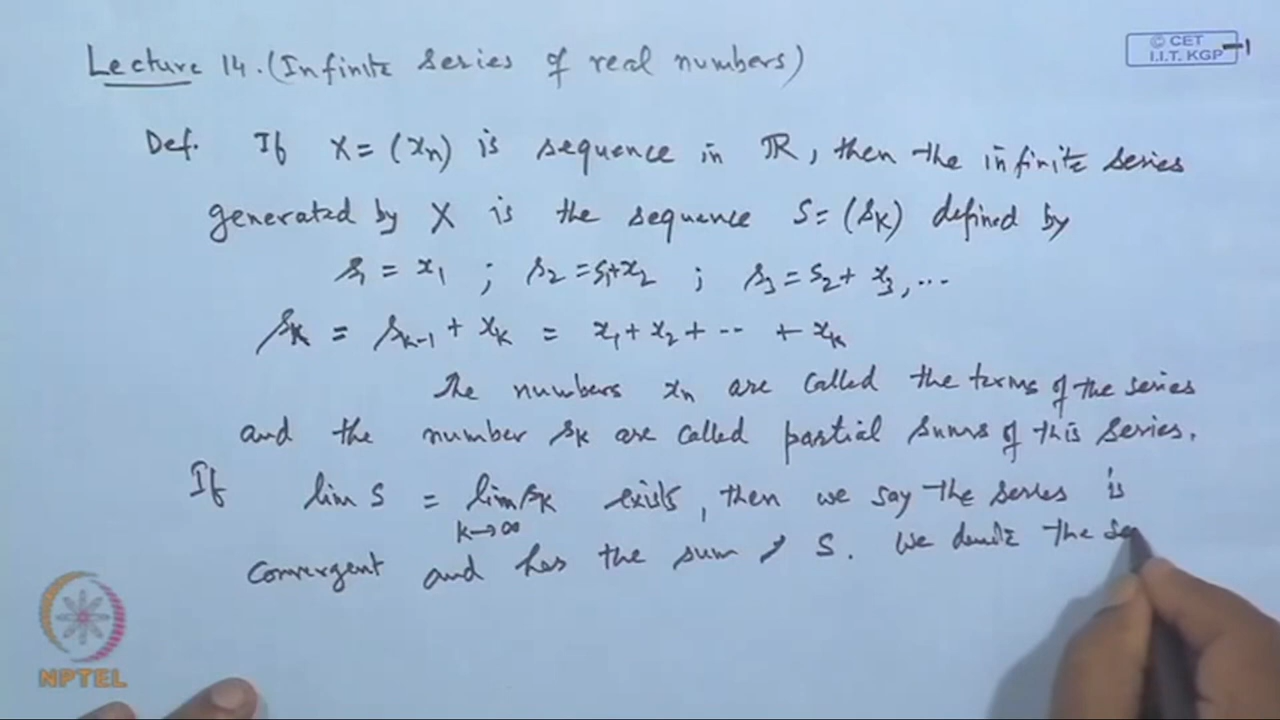 Lecture 14. (Infinite series of real numbers)
© CET
I.I.T. KGP
-1
Def. If X = (xn) is sequence in ℝ, then the infinite series
generated by X is the sequence S = (sk) defined by
s1 = x1 ; s2 = s1+x2 ; s3 = s2 + x3, ...
sk = sk-1 + xk = x1 + x2 + -- + xk
The numbers xn are called the terms of the series
and the number sk are called partial sums of this series.
If lim S = lim sk exists, then we say the series is
k→∞
convergent and has the sum S. We denote the se
NPTEL